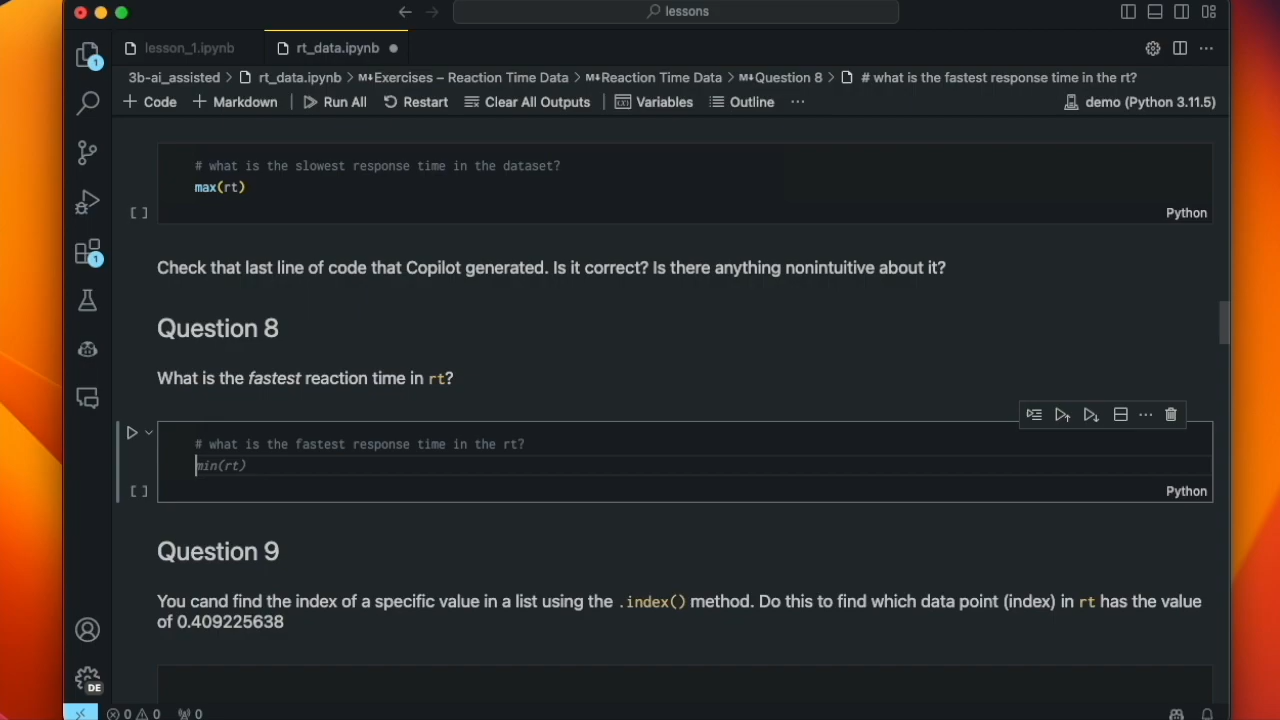 lessons
lesson_1.ipynb
rt_data.ipynb
3b-ai_assisted > rt_data.ipynb > M↓Exercises – Reaction Time Data > M↓Reaction Time Data > M↓Question 8 > # what is the fastest response time in the rt?
+ Code + Markdown | Run All Restart Clear All Outputs | Variables Outline ··· demo (Python 3.11.5)
# what is the slowest response time in the dataset?
max(rt)
[ ]
Python
Check that last line of code that Copilot generated. Is it correct? Is there anything nonintuitive about it?
Question 8
What is the fastest reaction time in rt?
# what is the fastest response time in the rt?
min(rt)
[ ]
Python
Question 9
You cand find the index of a specific value in a list using the .index() method. Do this to find which data point (index) in rt has the value
of 0.409225638
1
1
DE
0 0 0